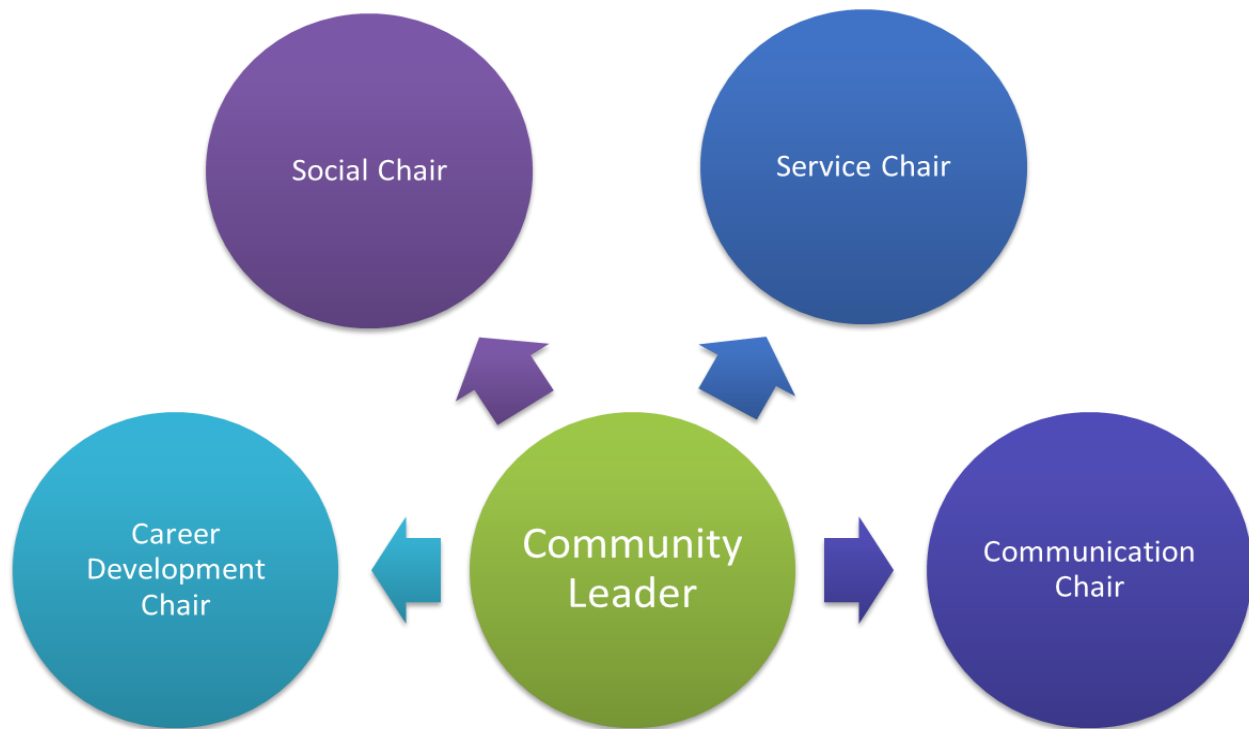 Social Chair
Service Chair
Career
Development
Chair
Community
Leader
Communication
Chair